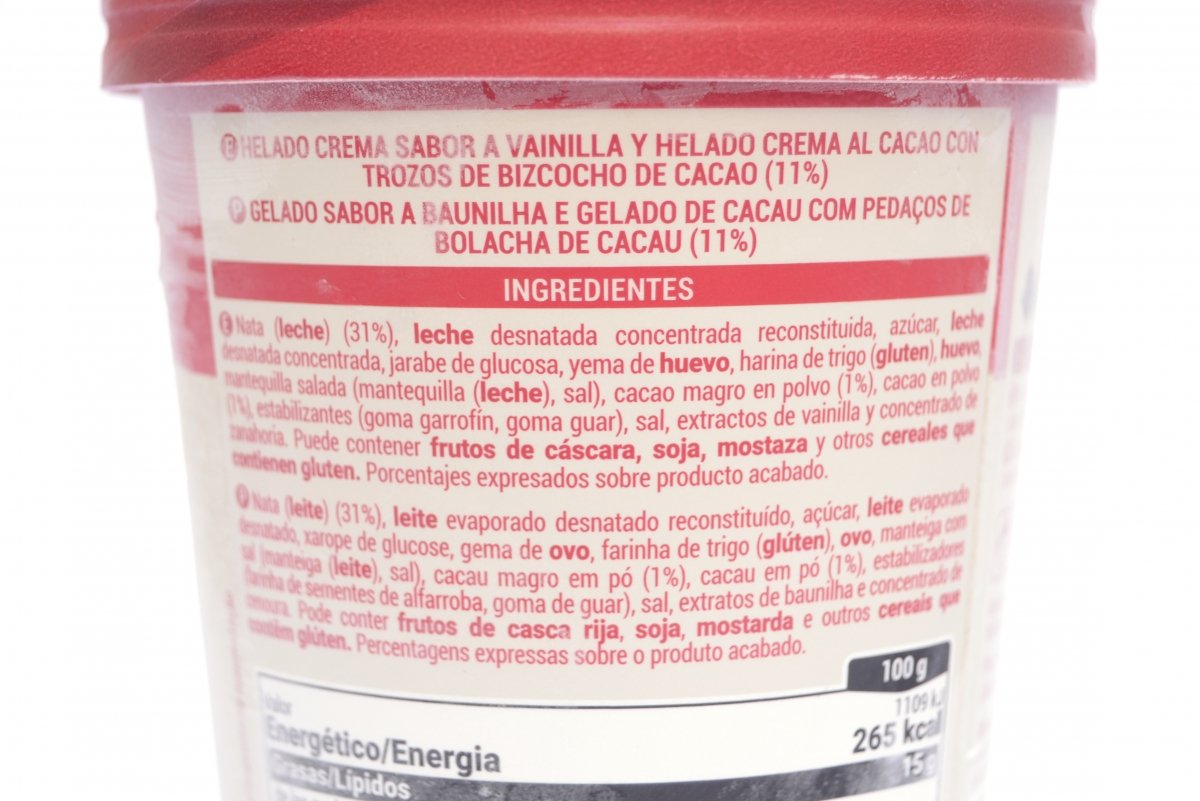 E HELADO CREMA SABOR A VAINILLA Y HELADO CREMA AL CACAO CON
TROZOS DE BIZCOCHO DE CACAO (11%)
P GELADO SABOR A BAUNILHA E GELADO DE CACAU COM PEDAÇOS DE
BOLACHA DE CACAU (11%)
INGREDIENTES
E Nata (leche) (31%), leche desnatada concentrada reconstituida, azúcar, leche
desnatada concentrada, jarabe de glucosa, yema de huevo, harina de trigo (gluten), huevo,
mantequilla salada (mantequilla (leche), sal), cacao magro en polvo (1%), cacao en polvo
(1%), estabilizantes (goma garrofín, goma guar), sal, extractos de vainilla y concentrado de
zanahoria. Puede contener frutos de cáscara, soja, mostaza y otros cereales que
contienen gluten. Porcentajes expresados sobre producto acabado.
P Nata (leite) (31%), leite evaporado desnatado reconstituído, açúcar, leite evaporado
desnatado, xarope de glucose, gema de ovo, farinha de trigo (glúten), ovo, manteiga com
sal (manteiga (leite), sal), cacau magro em pó (1%), cacau em pó (1%), estabilizadores
(farinha de sementes de alfarroba, goma de guar), sal, extratos de baunilha e concentrado de
cenoura. Pode conter frutos de casca rija, soja, mostarda e outros cereais que
contêm glúten. Percentagens expressas sobre o produto acabado.
100 g
Valor
1109 kJ
Energético/Energia
265 kcal
Grasas/Lípidos
15 g